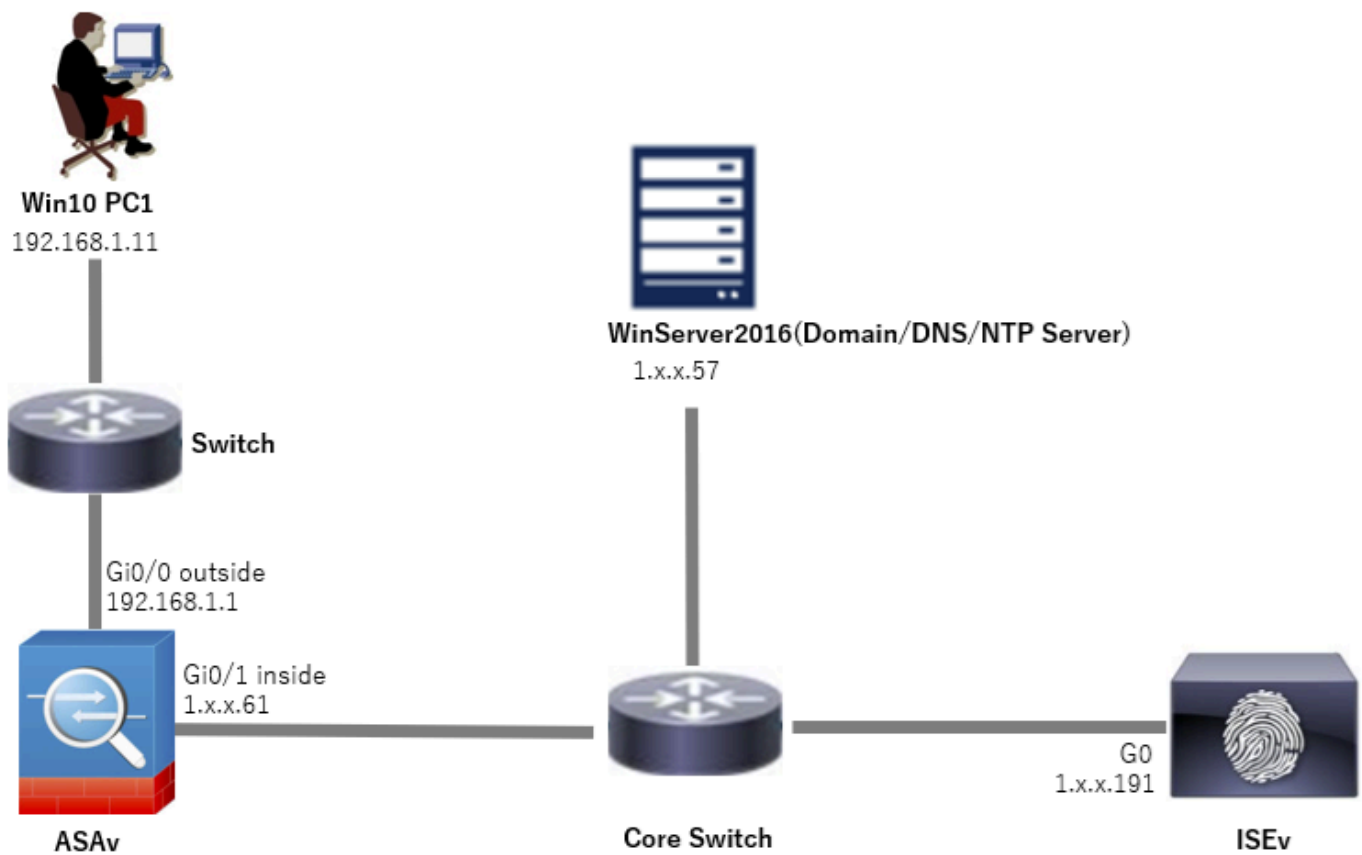 Win10 PC1
192.168.1.11
WinServer2016(Domain/DNS/NTP Server)
1.x.x.57
Switch
Gi0/0 outside
192.168.1.1
Gi0/1 inside
1.x.x.61
G0
1.x.x.191
ASAv
Core Switch
ISEv